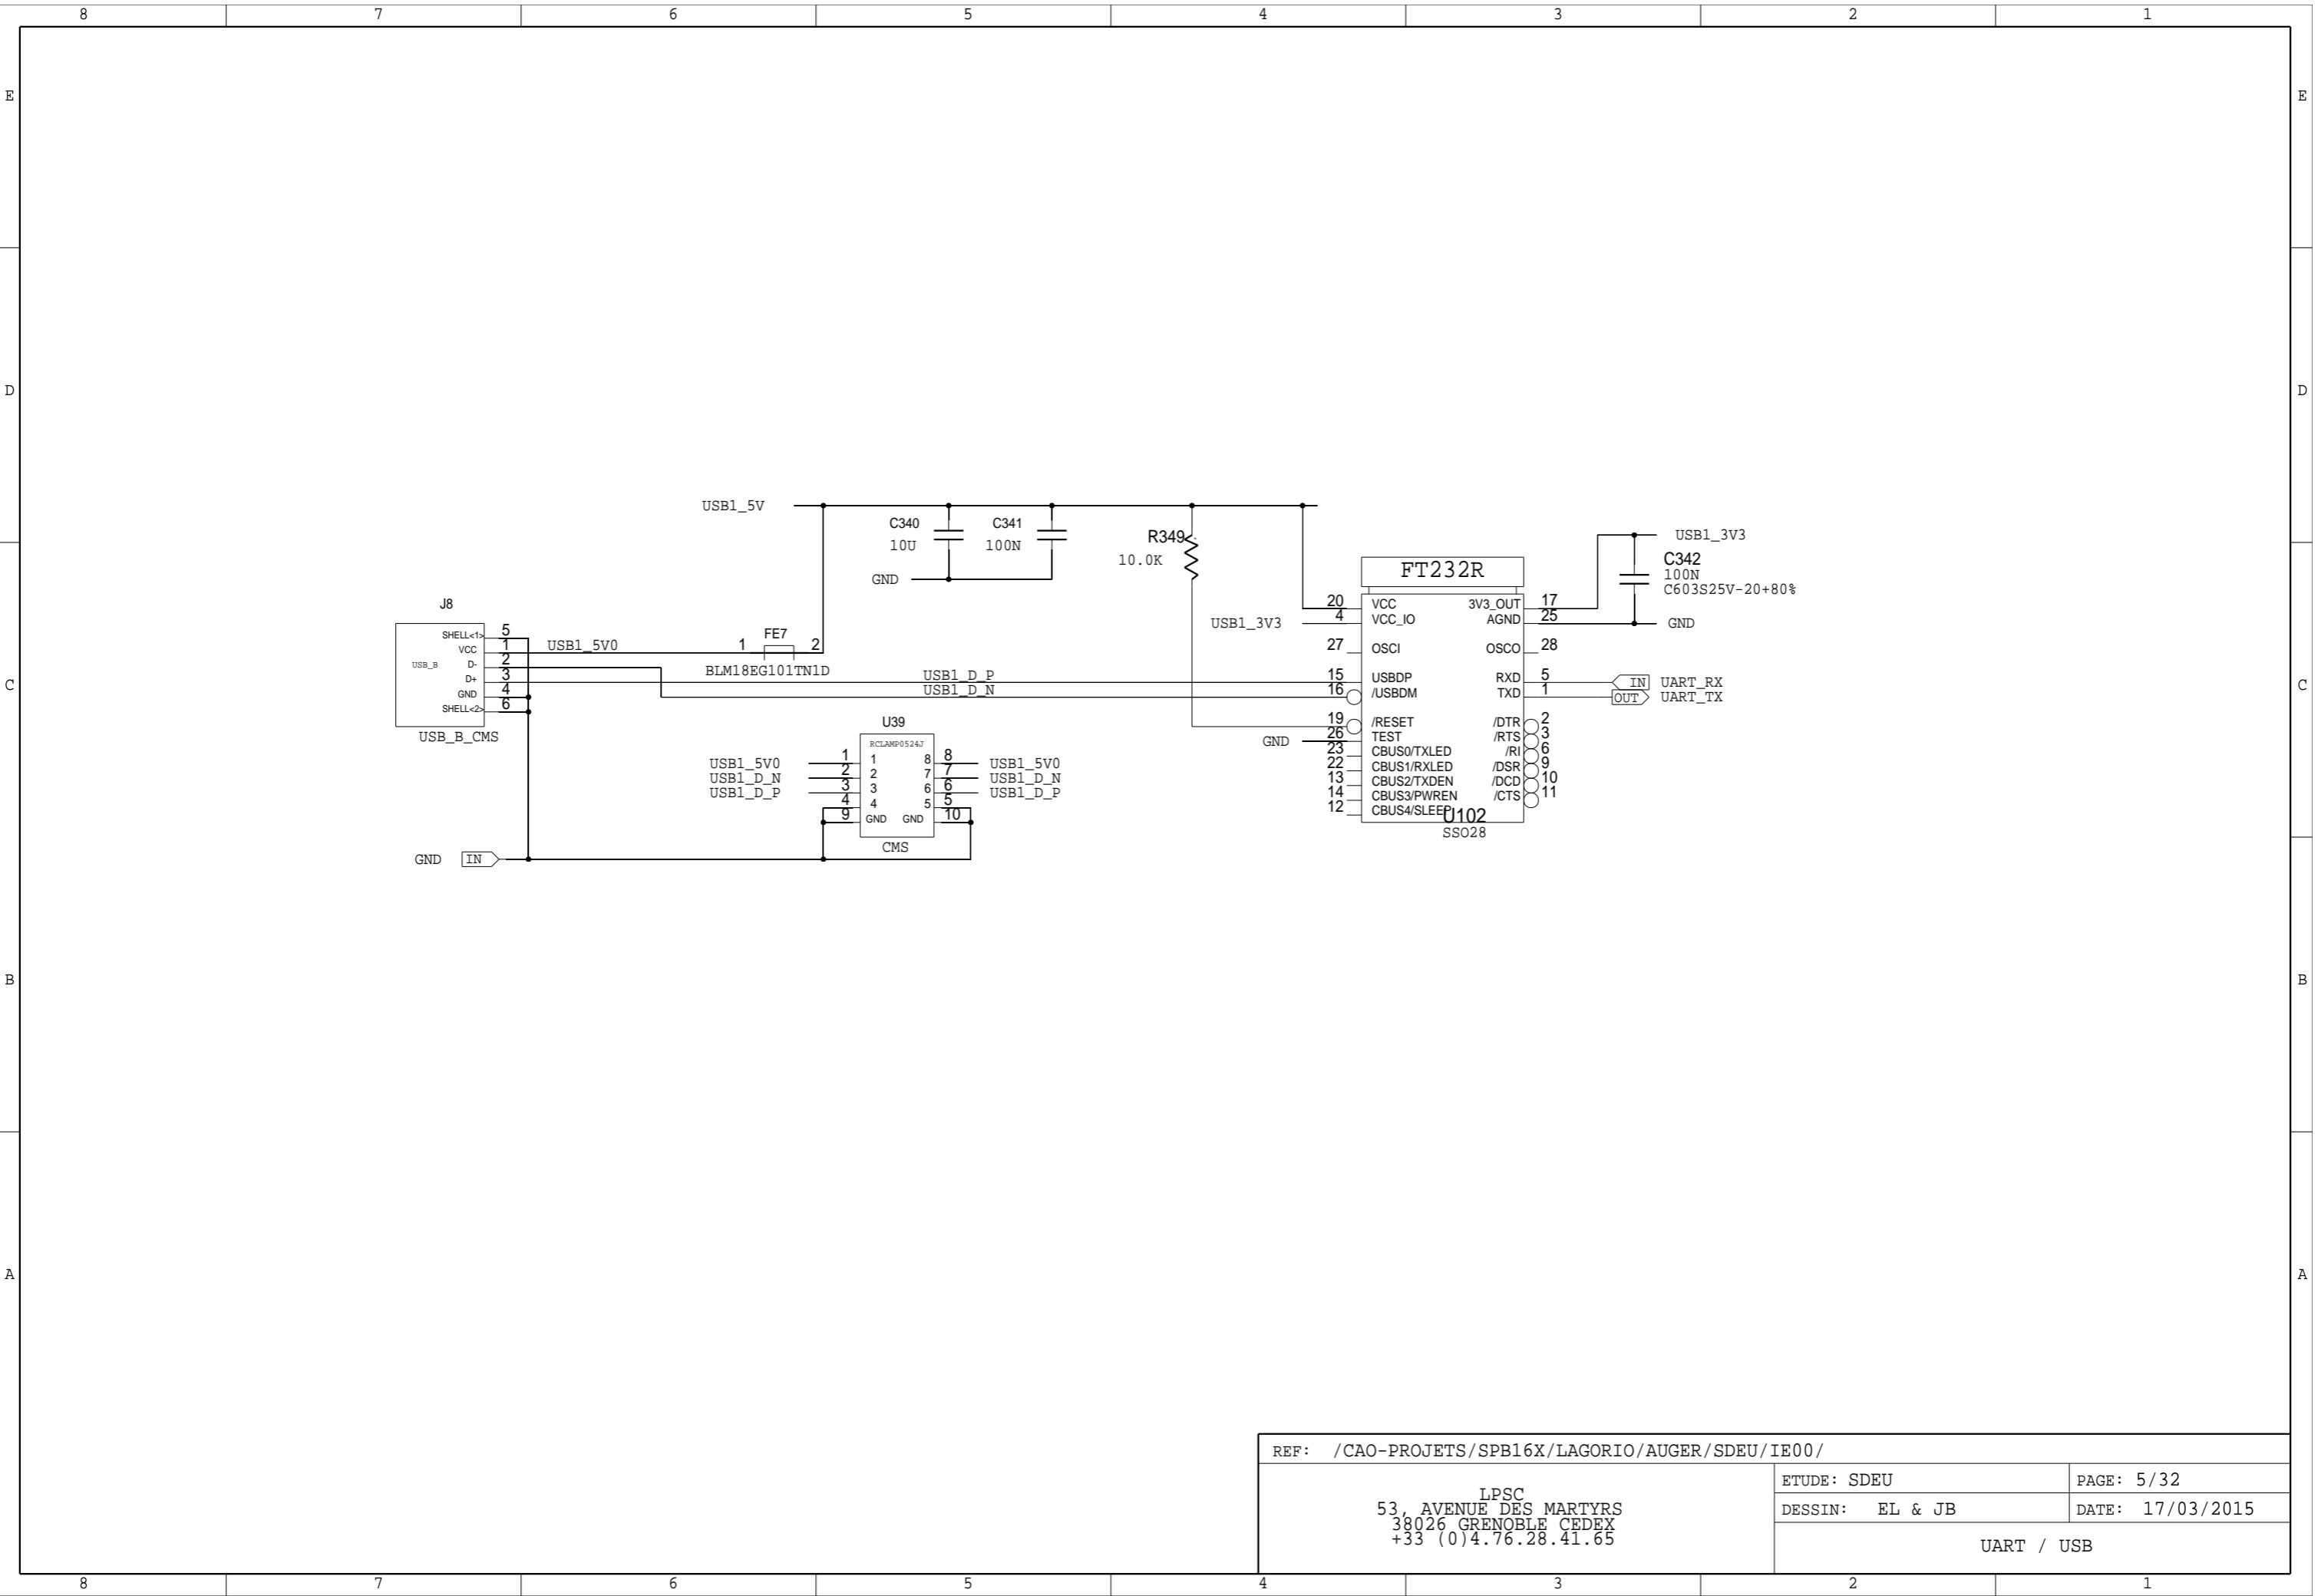 8 7 6 5 4 3 2 1
E E
D D
C C
B B
A A
USB1_5V
C340
10U
C341
100N
GND
R349
10.0K
USB1_3V3
C342
100N
C603S25V-20+80%
GND
FT232R
20 VCC 3V3_OUT 17
USB1_3V3 4 VCC_IO AGND 25
27 OSCI OSCO 28
15 USBDP RXD 5 IN UART_RX
16 /USBDM TXD 1 OUT UART_TX
19 /RESET /DTR 2
GND 26 TEST /RTS 3
23 CBUS0/TXLED /RI 6
22 CBUS1/RXLED /DSR 9
13 CBUS2/TXDEN /DCD 10
14 CBUS3/PWREN /CTS 11
12 CBUS4/SLEEP
U102
SSO28
J8
USB_B
SHELL<1> 5
VCC 1 USB1_5V0
D- 2
D+ 3
GND 4
SHELL<2> 6
USB_B_CMS
1 FE7 2
BLM18EG101TN1D
USB1_D_P
USB1_D_N
U39
RCLAMP0524J
USB1_5V0 1 1 8 8 USB1_5V0
USB1_D_N 2 2 7 7 USB1_D_N
USB1_D_P 3 3 6 6 USB1_D_P
4 4 5 5
9 GND GND 10
CMS
GND IN
REF: /CAO-PROJETS/SPB16X/LAGORIO/AUGER/SDEU/IE00/
LPSC
53, AVENUE DES MARTYRS
38026 GRENOBLE CEDEX
+33 (0)4.76.28.41.65
ETUDE: SDEU
PAGE: 5/32
DESSIN: EL & JB
DATE: 17/03/2015
UART / USB
8 7 6 5 4 3 2 1